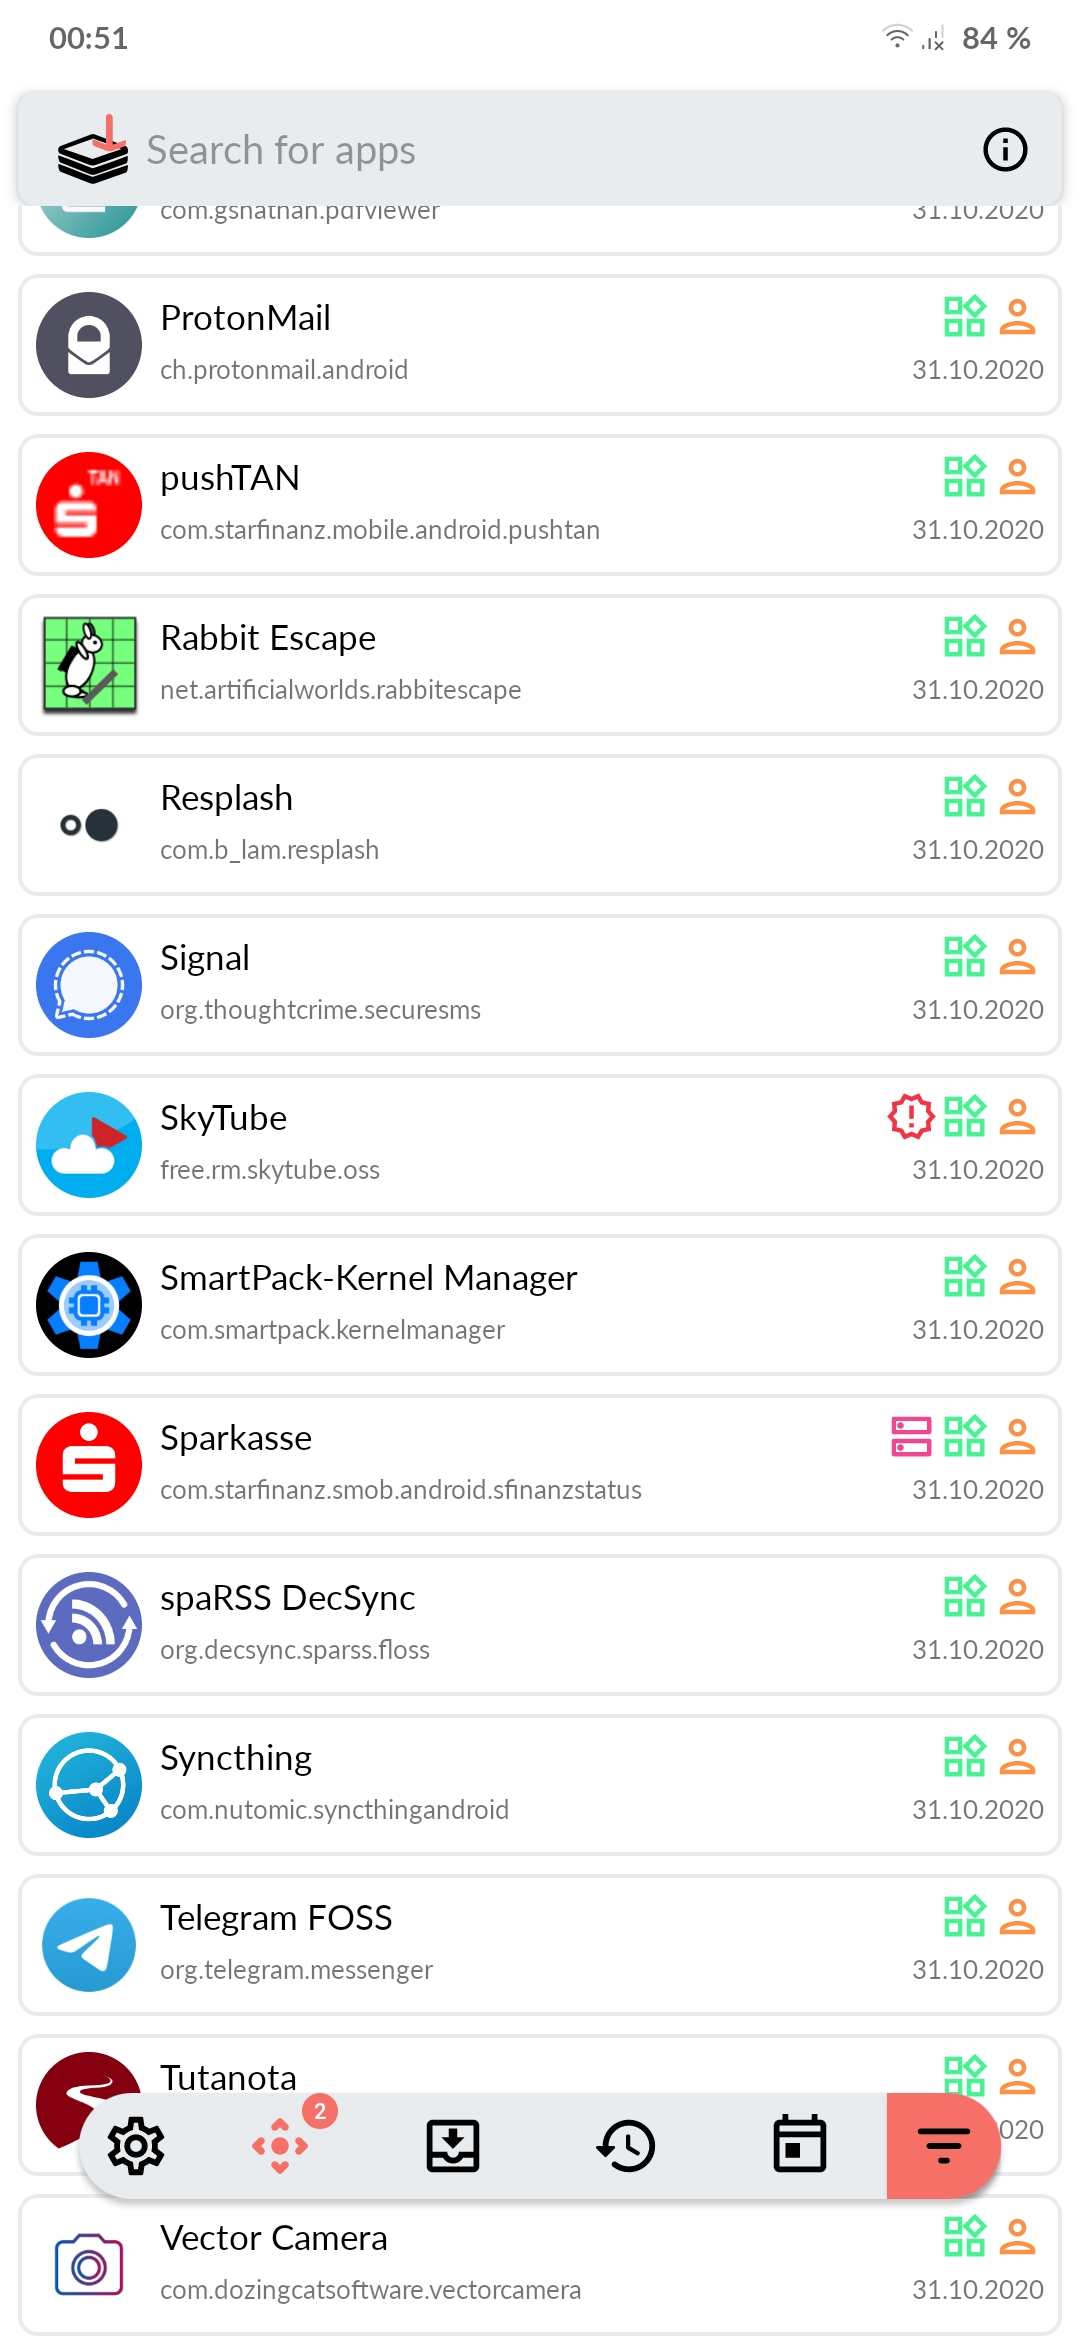 00:51
84 %
Search for apps
com.gsnathan.pdfviewer
31.10.2020
ProtonMail
ch.protonmail.android
31.10.2020
TAN
pushTAN
com.starfinanz.mobile.android.pushtan
31.10.2020
Rabbit Escape
net.artificialworlds.rabbitescape
31.10.2020
Resplash
com.b_lam.resplash
31.10.2020
Signal
org.thoughtcrime.securesms
31.10.2020
SkyTube
free.rm.skytube.oss
31.10.2020
SmartPack-Kernel Manager
com.smartpack.kernelmanager
31.10.2020
Sparkasse
com.starfinanz.smob.android.sfinanzstatus
31.10.2020
spaRSS DecSync
org.decsync.sparss.floss
31.10.2020
Syncthing
com.nutomic.syncthingandroid
31.10.2020
Telegram FOSS
org.telegram.messenger
31.10.2020
Tutanota
020
2
Vector Camera
com.dozingcatsoftware.vectorcamera
31.10.2020